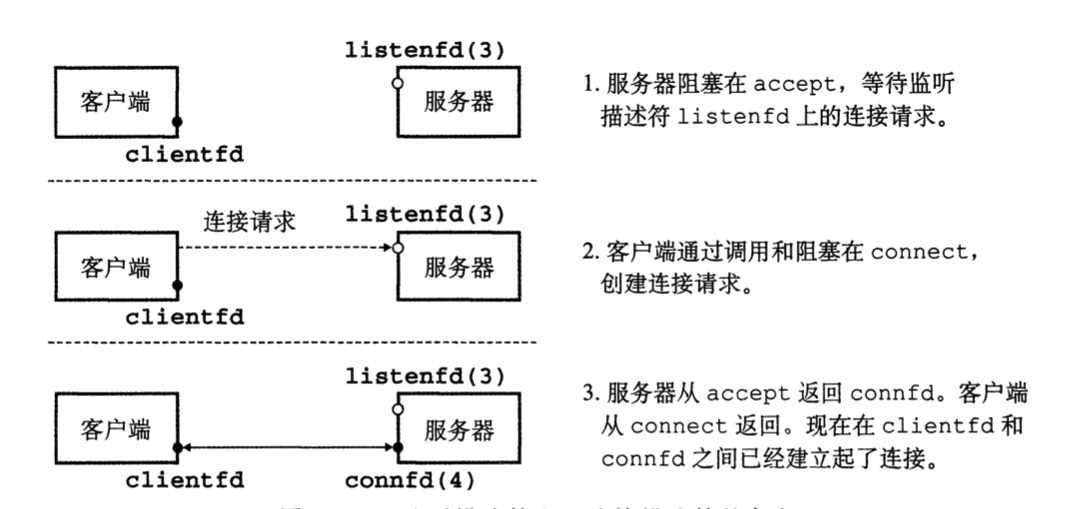 listenfd(3)
客户端
服务器
clientfd
1. 服务器阻塞在 accept，等待监听
描述符 listenfd 上的连接请求。
连接请求
listenfd(3)
客户端
服务器
clientfd
2. 客户端通过调用和阻塞在 connect，
创建连接请求。
listenfd(3)
客户端
服务器
clientfd
connfd(4)
3. 服务器从 accept 返回 connfd。客户端
从 connect 返回。现在在 clientfd 和
connfd 之间已经建立起了连接。